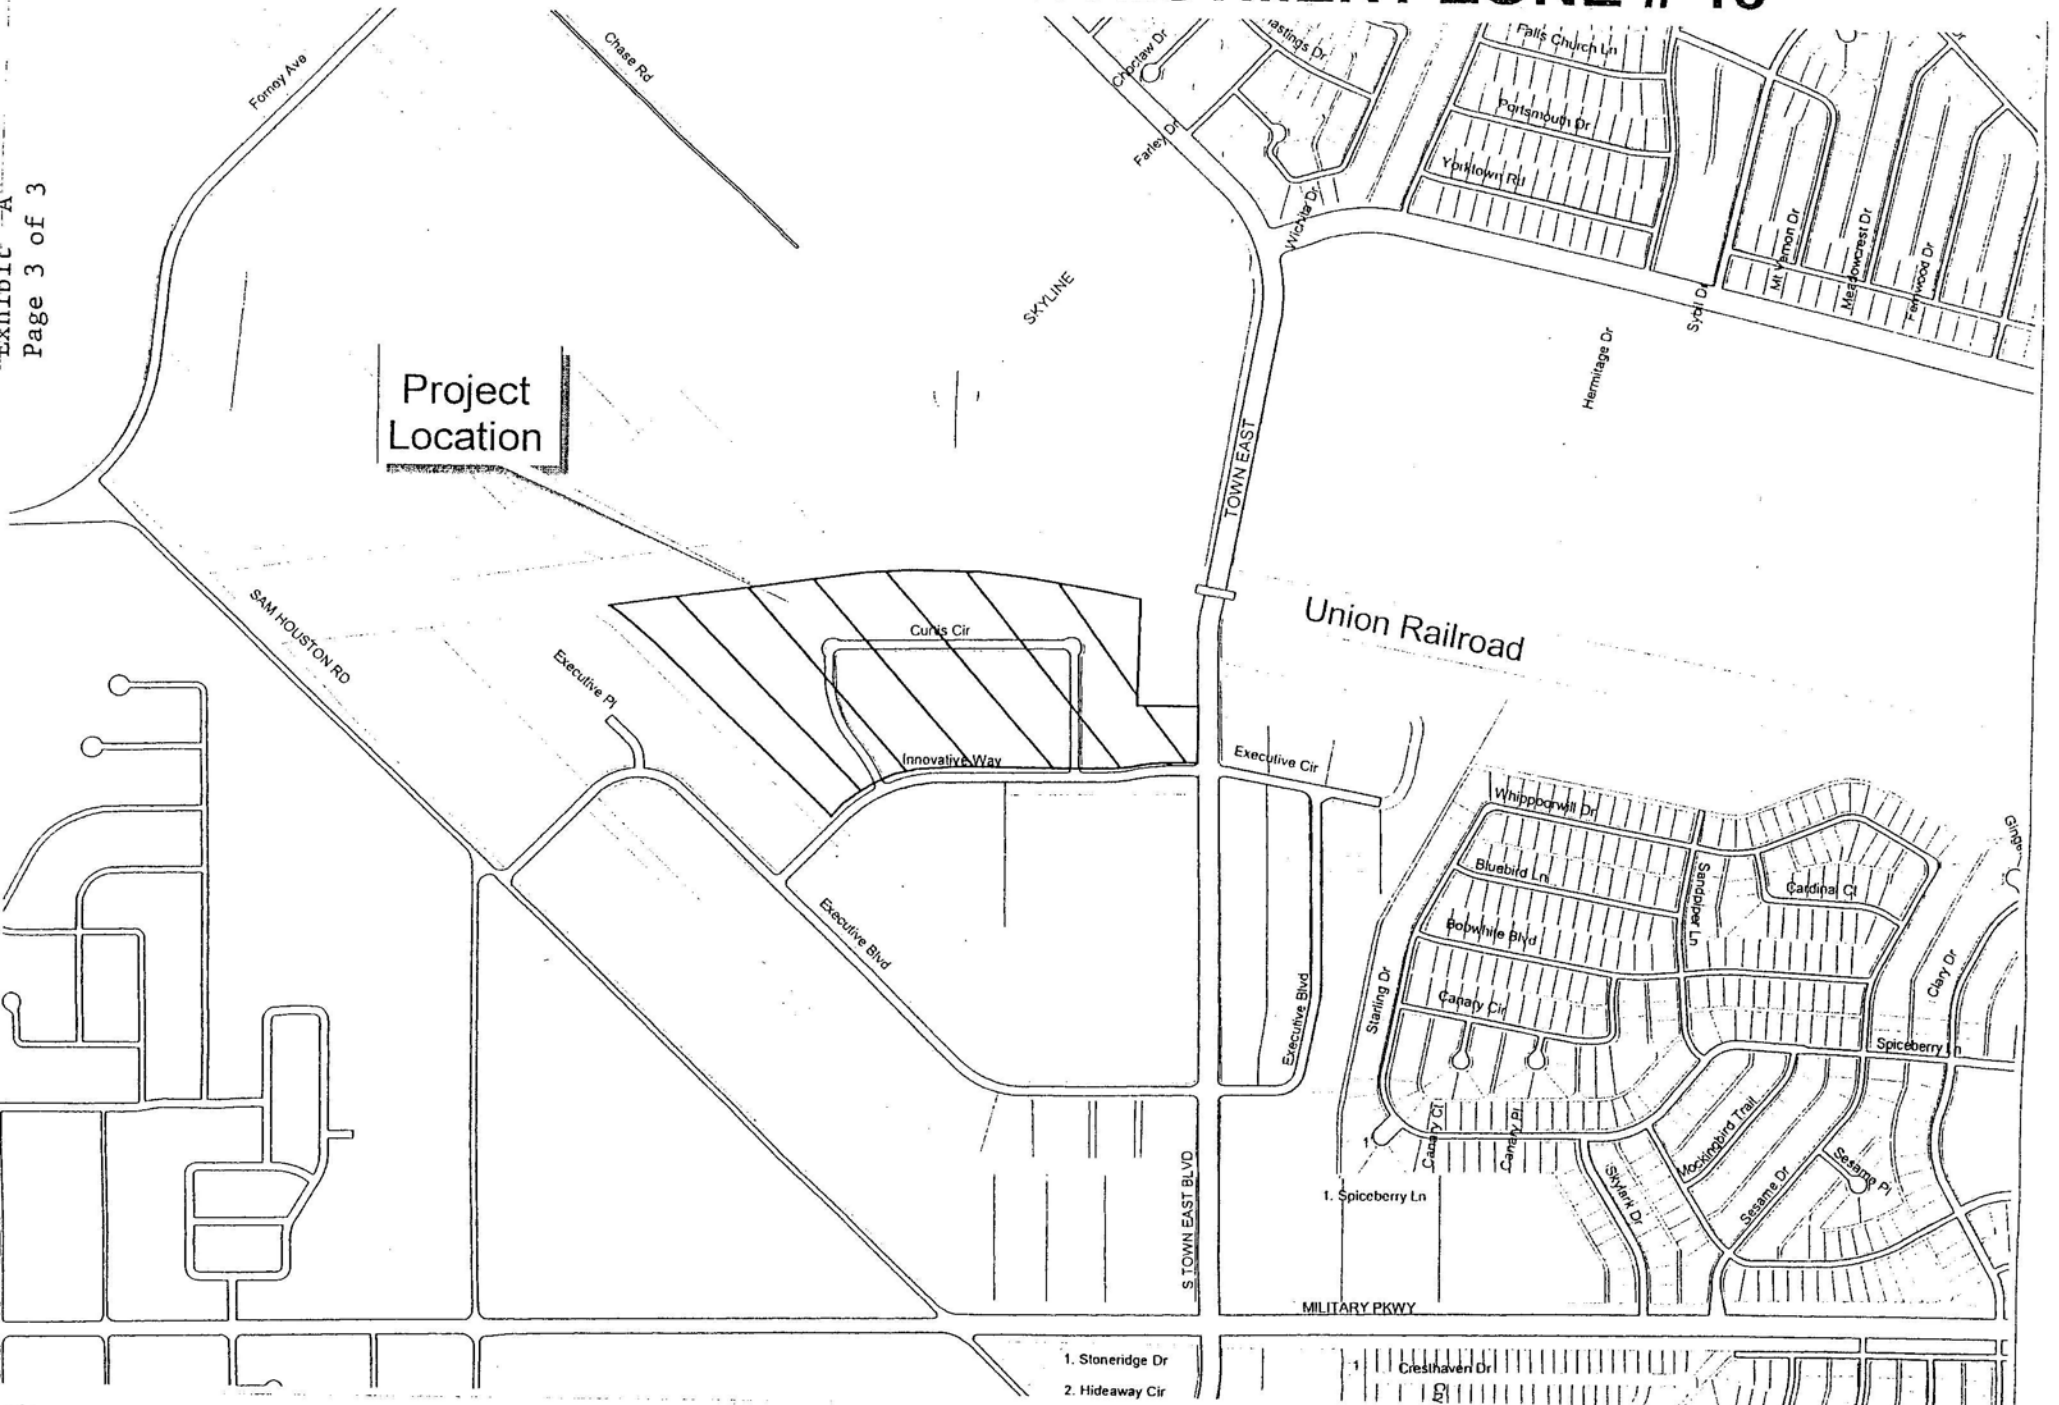 ZONE #
Exhibit A
Page 3 of 3
Forney Ave
Chase Rd
Choctaw Dr
Hastings Dr
Falls Church Ln
Farley Dr
Portsmouth Dr
Yorktown Rd
Wichita Dr
SKYLINE
Mt Vernon Dr
Meadowcrest Dr
Fernwood Dr
Sybil Dr
Hermitage Dr
Project
Location
TOWN EAST
SAM HOUSTON RD
Union Railroad
Curtis Cir
Executive Pl
Innovative Way
Executive Cir
Whippoorwill Dr
Bluebird Ln
Sandpiper Ln
Cardinal Ct
Bobwhite Blvd
Executive Blvd
Executive Blvd
Starling Dr
Canary Cir
Clary Dr
Spiceberry Ln
1
Canary Ct
Canary Pl
Mockingbird Trail
Sesame Pl
Sesame Dr
Skylark Dr
1. Spiceberry Ln
S TOWN EAST BLVD
MILITARY PKWY
1. Stoneridge Dr
2. Hideaway Cir
1
Cresthaven Dr